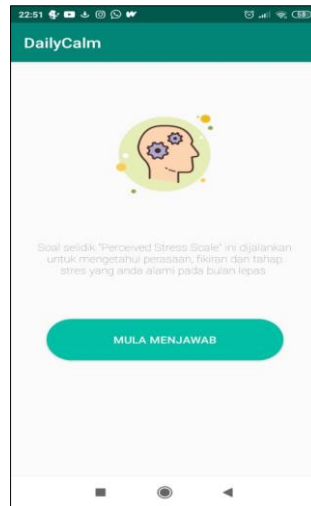 22:51
DailyCalm
Soal selidik "Perceived Stress Scale" ini dijalankan
untuk mengetahui perasaan, fikiran dan tahap
stres yang anda alami pada bulan lepas
MULA MENJAWAB